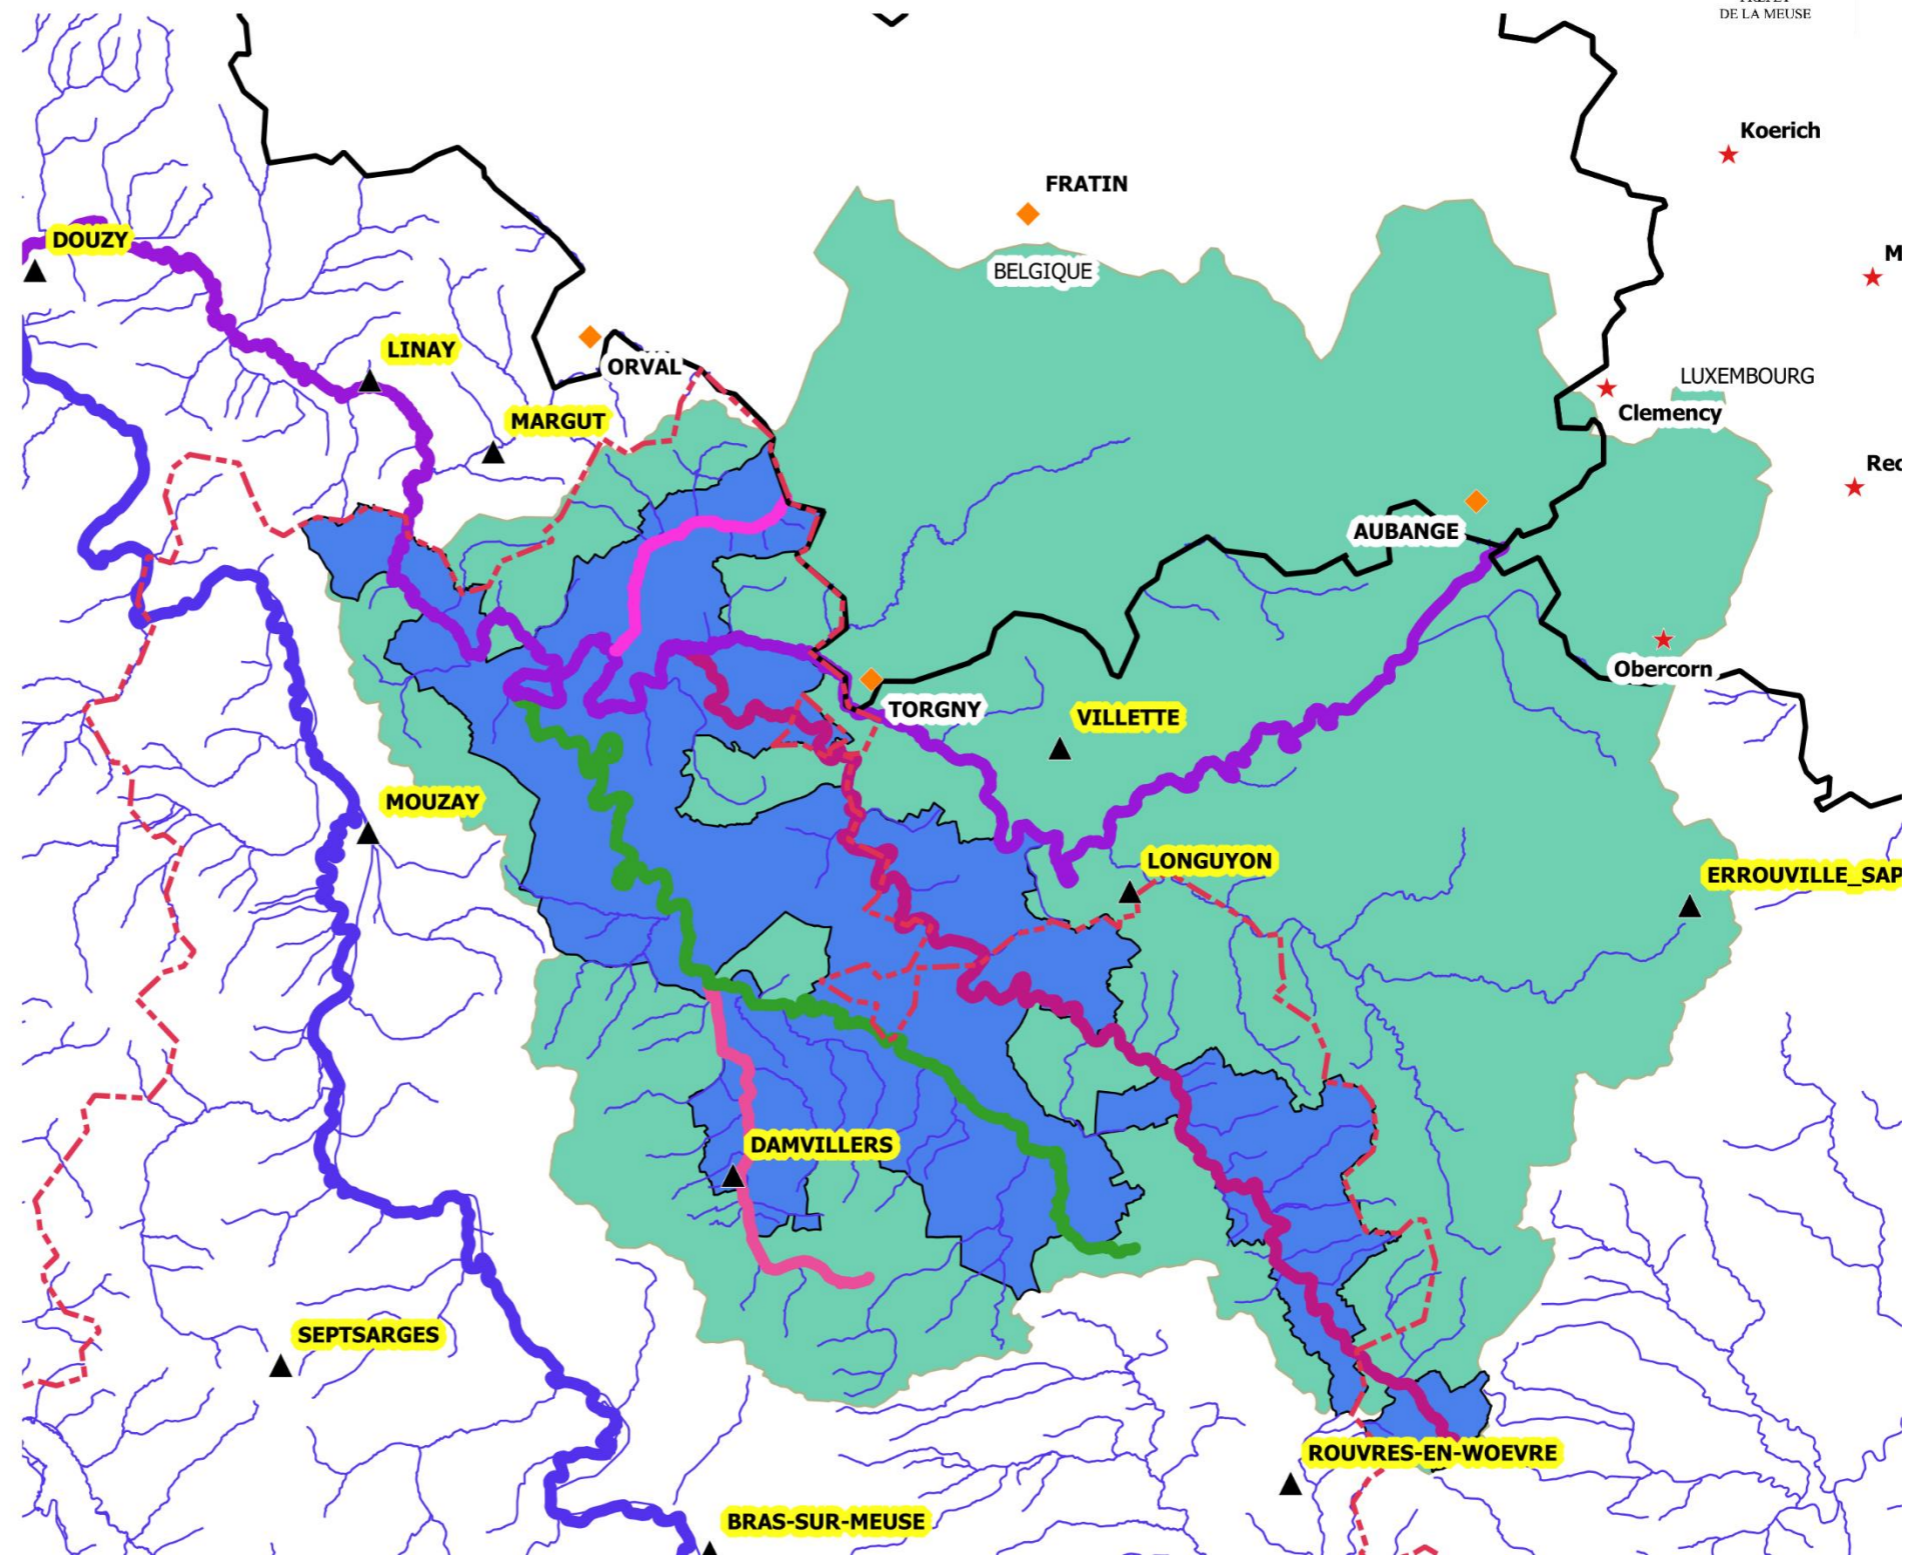 DE LA MEUSE
Koerich
FRATIN
DOUZY
BELGIQUE
LINAY
ORVAL
LUXEMBOURG
Clemency
MARGUT
AUBANGE
Obercorn
TORGNY
VILLETTE
MOUZAY
LONGUYON
ERROUVILLE_SAP
DAMVILLERS
SEPTSARGES
ROUVRES-EN-WOEVRE
BRAS-SUR-MEUSE